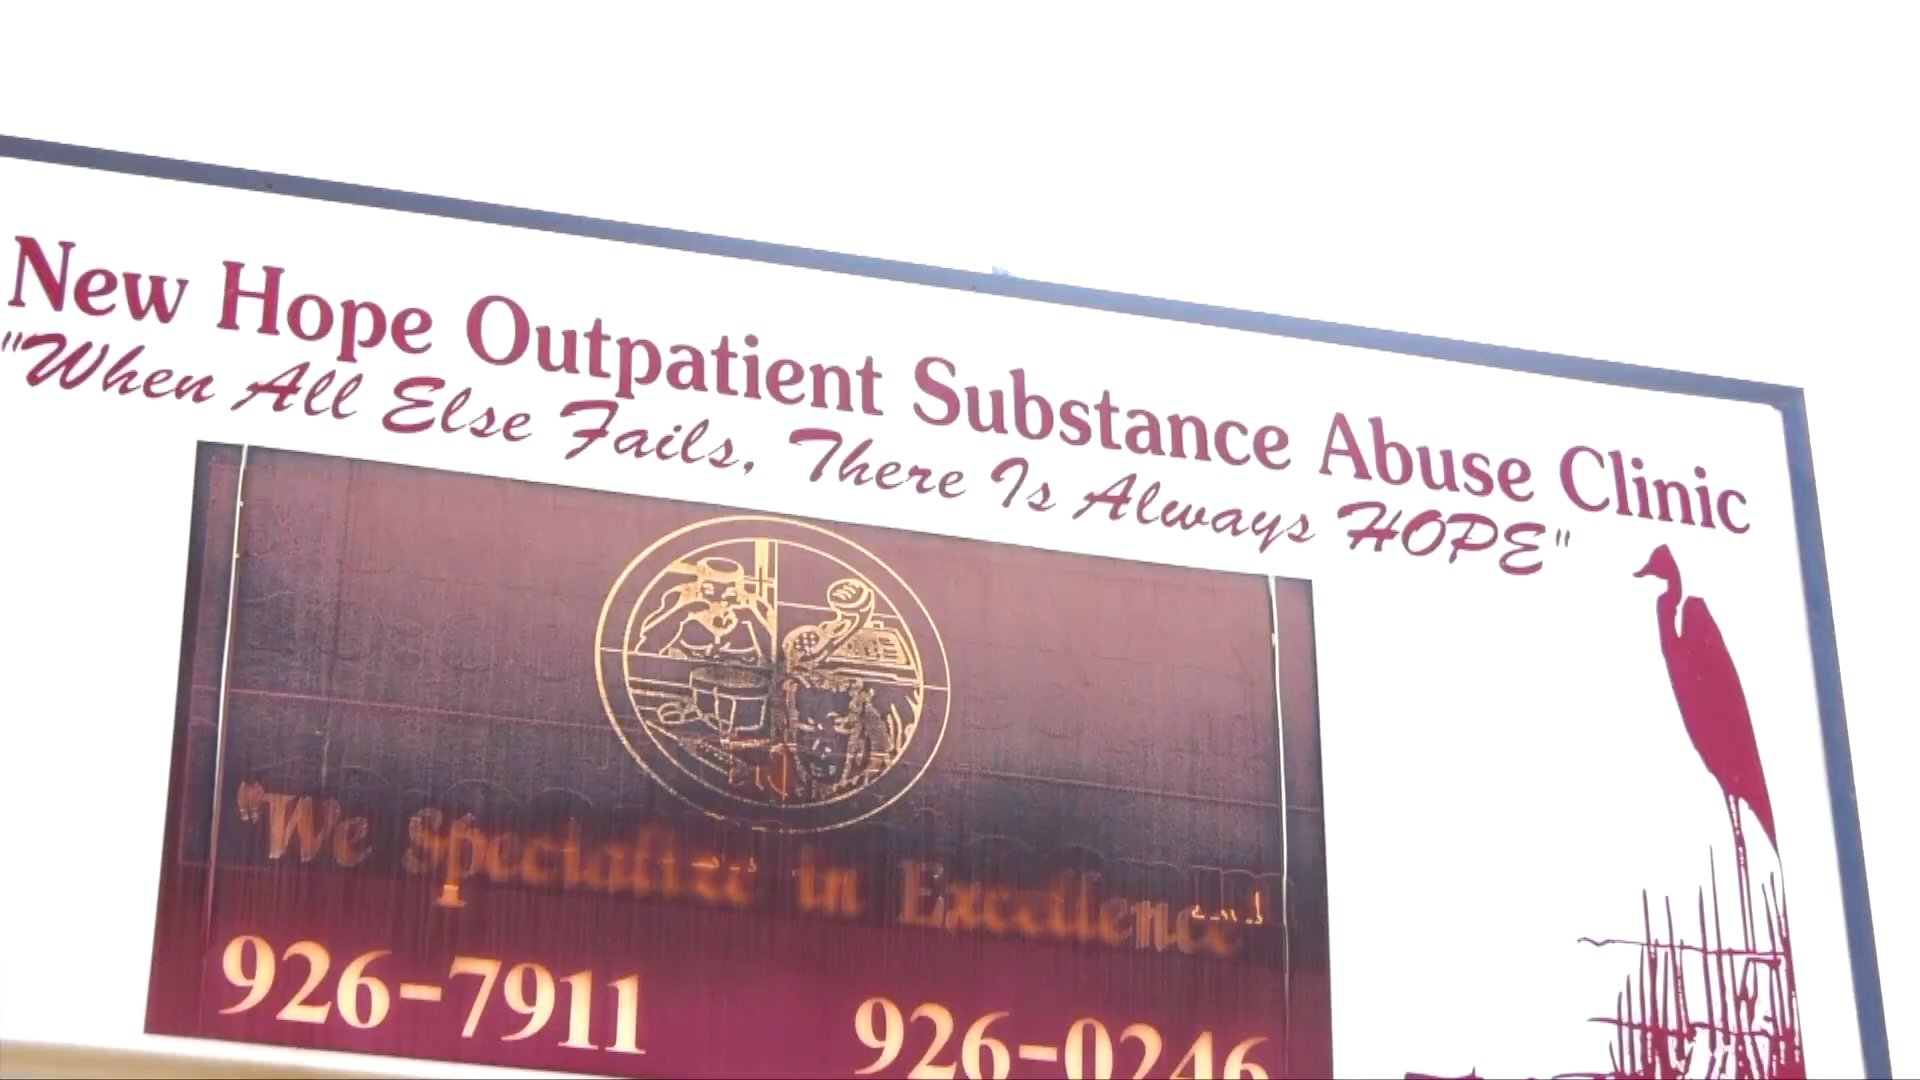 New Hope Outpatient Substance Abuse Clinic
"When All Else Fails, There Is Always HOPE"
"We Specialize in Excellence"
926-7911 926-0246